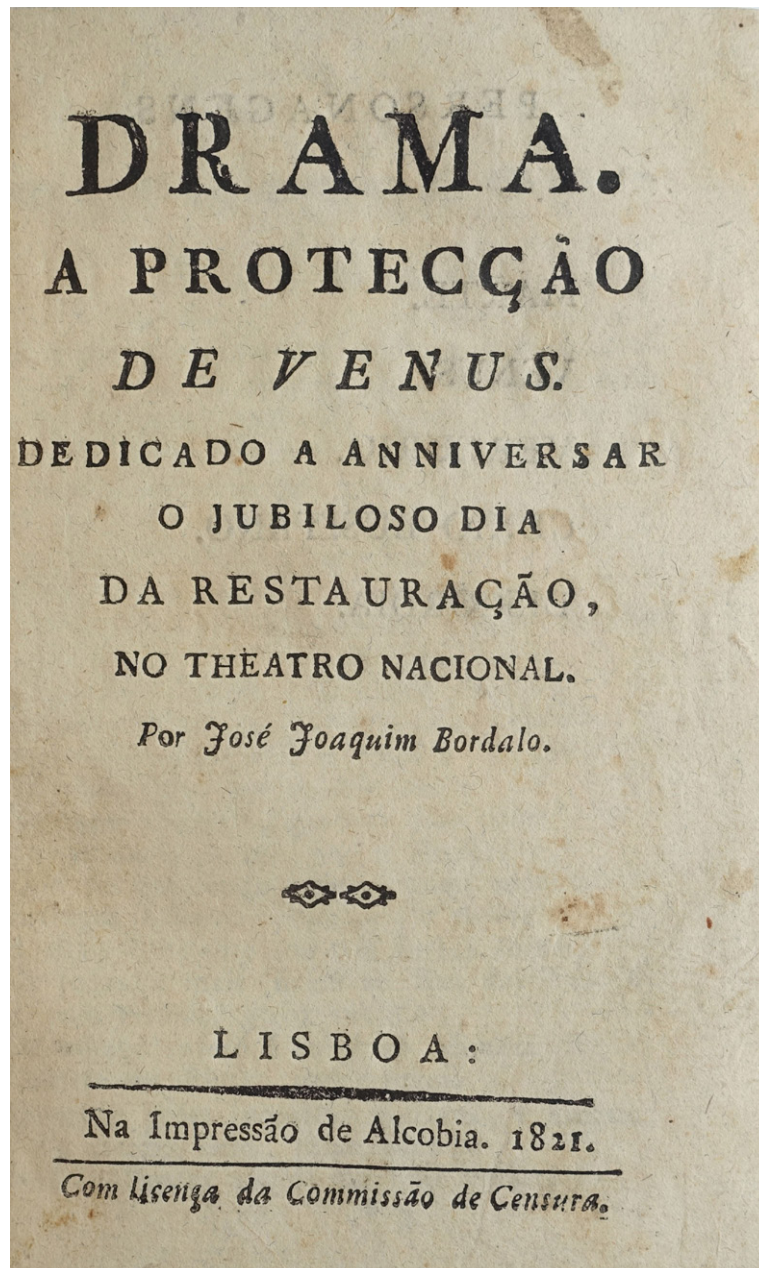 DRAMA.
A PROTECÇÃO
DE VENUS.
DEDICADO A ANNIVERSAR
O JUBILOSO DIA
DA RESTAURAÇÃO,
NO THEATRO NACIONAL.
Por José Joaquim Bordalo.
LISBOA:
Na Impressão de Alcobia. 1821.
Com licença da Commissão de Censura.